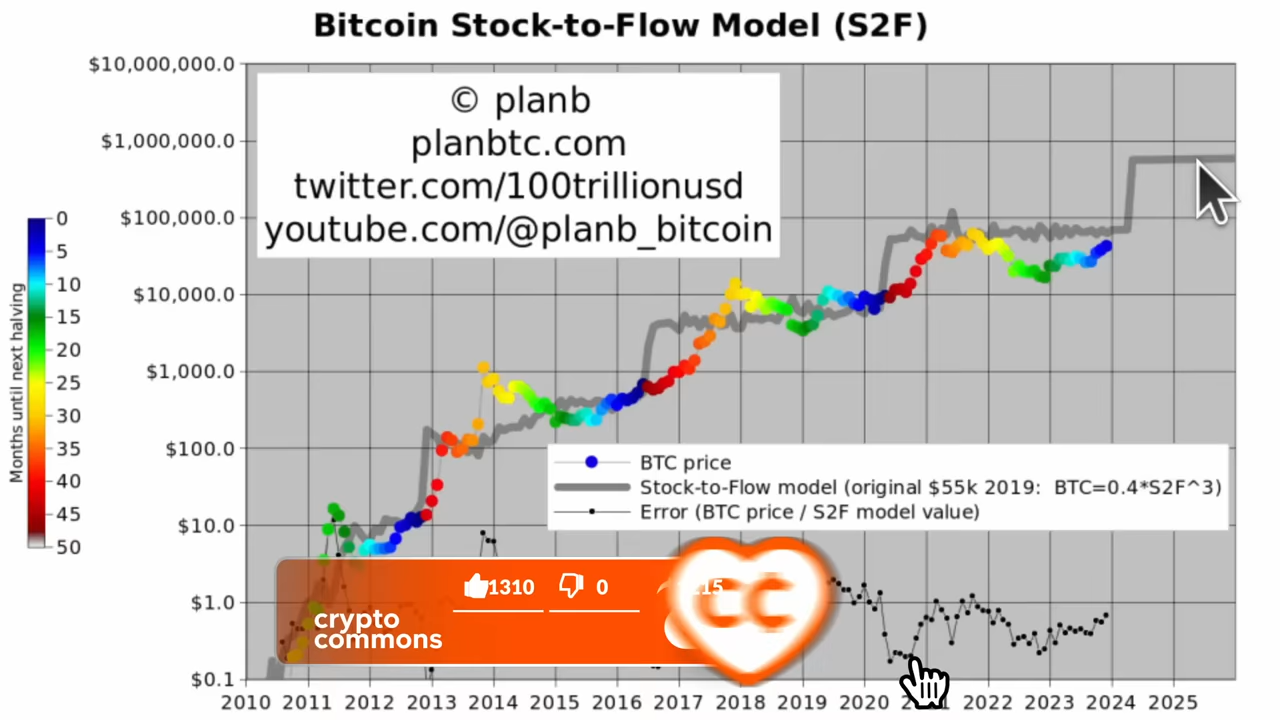 Bitcoin Stock-to-Flow Model (S2F)
$10,000,000.0
$1,000,000.0
$100,000.0
$10,000.0
$1,000.0
$100.0
$10.0
$1.0
$0.1
© planb
planbtc.com
twitter.com/100trillionusd
youtube.com/@planb_bitcoin
Months until next halving
0
5
10
15
20
25
30
35
40
45
50
BTC price
Stock-to-Flow model (original $55k 2019: BTC=0.4*S2F^3)
Error (BTC price / S2F model value)
1310
0
crypto
commons
CC
2010 2011 2012 2013 2014 2015 2016 2017 2018 2019 2020 2022 2023 2024 2025